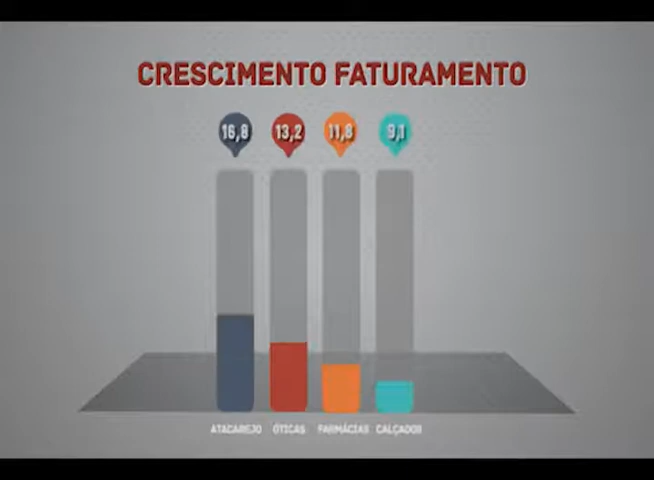 CRESCIMENTO FATURAMENTO
16,8 13,2 11,8 9,1
ATACAREJO ÓTICAS FARMÁCIAS CALÇADOS